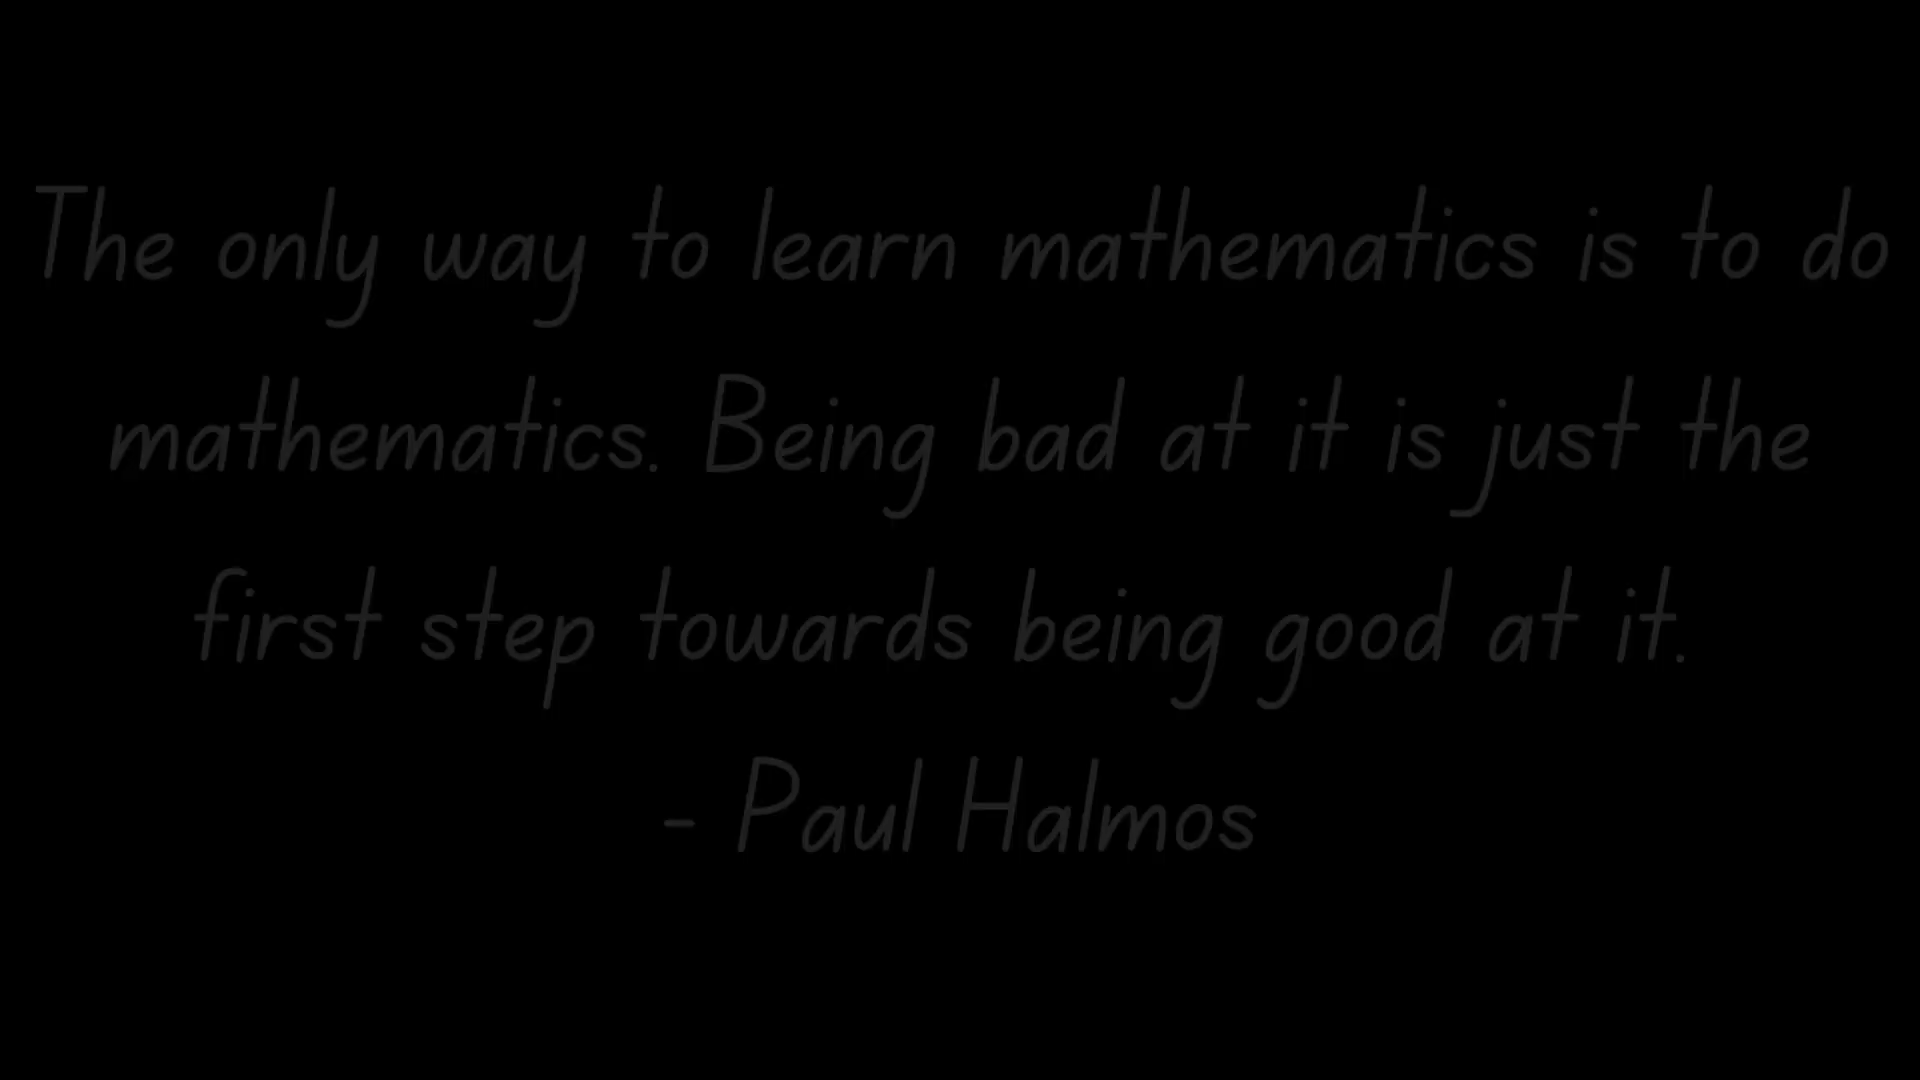 The only way to learn mathematics is to do
mathematics. Being bad at it is just the
first step towards being good at it.
- Paul Halmos